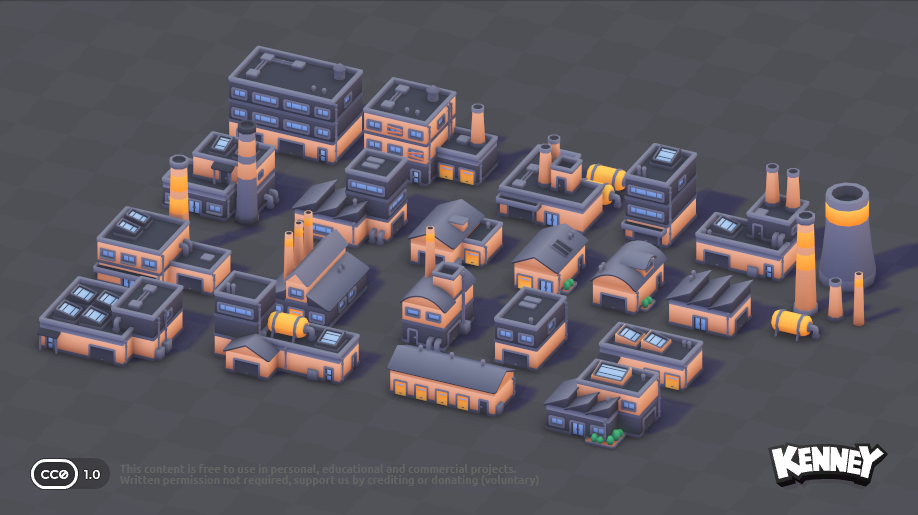 CC0 1.0
This content is free to use in personal, educational and commercial projects.
Written permission not required, support us by crediting or donating (voluntary)
KENNEY